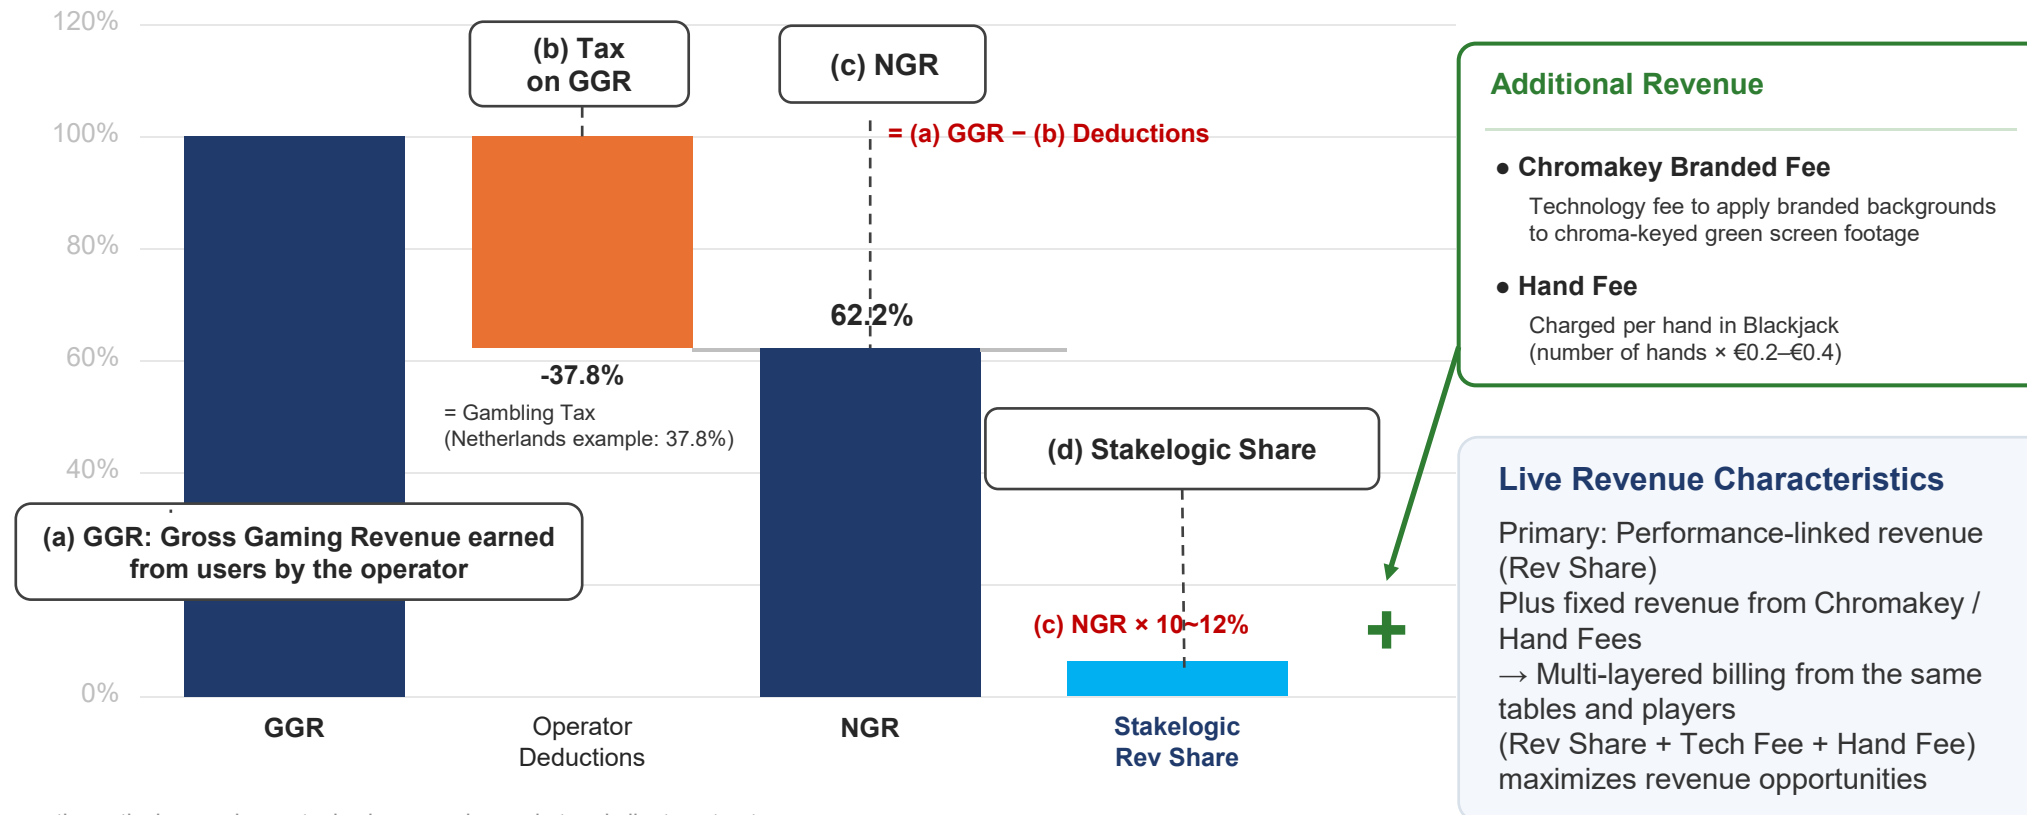 120%
100%
80%
60%
40%
0%
(b) Tax
on GGR
(c) NGR
= (a) GGR − (b) Deductions
62.2%
-37.8%
= Gambling Tax
(Netherlands example: 37.8%)
(d) Stakelogic Share
(a) GGR: Gross Gaming Revenue earned
from users by the operator
(c) NGR × 10~12%
+
GGR
Operator
Deductions
NGR
Stakelogic
Rev Share
Additional Revenue
● Chromakey Branded Fee
Technology fee to apply branded backgrounds
to chroma-keyed green screen footage
● Hand Fee
Charged per hand in Blackjack
(number of hands × €0.2–€0.4)
Live Revenue Characteristics
Primary: Performance-linked revenue
(Rev Share)
Plus fixed revenue from Chromakey /
Hand Fees
→ Multi-layered billing from the same
tables and players
(Rev Share + Tech Fee + Hand Fee)
maximizes revenue opportunities